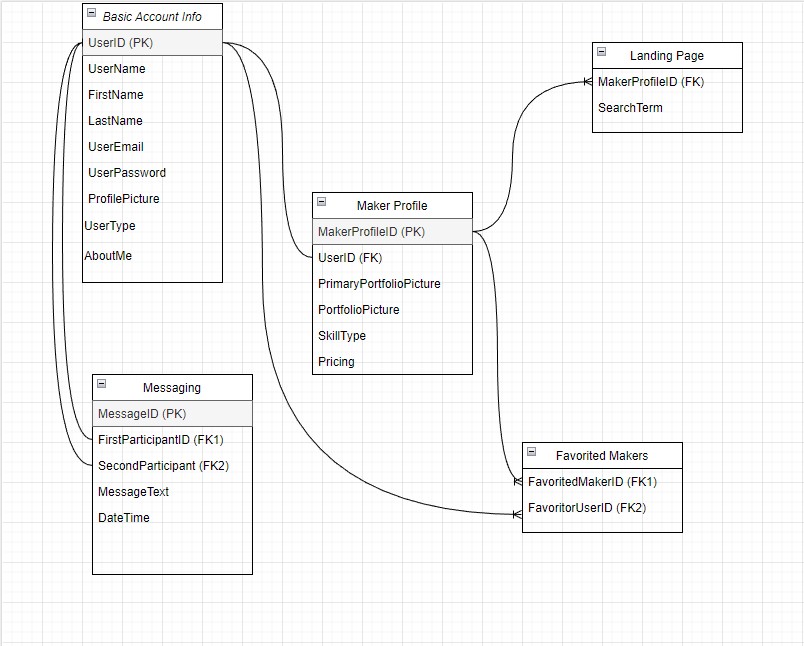 Basic Account Info
UserID (PK)
UserName
FirstName
LastName
UserEmail
UserPassword
ProfilePicture
UserType
AboutMe
Landing Page
MakerProfileID (FK)
SearchTerm
Maker Profile
MakerProfileID (PK)
UserID (FK)
PrimaryPortfolioPicture
PortfolioPicture
SkillType
Pricing
Messaging
MessageID (PK)
FirstParticipantID (FK1)
SecondParticipant (FK2)
MessageText
DateTime
Favorited Makers
FavoritedMakerID (FK1)
FavoritorUserID (FK2)